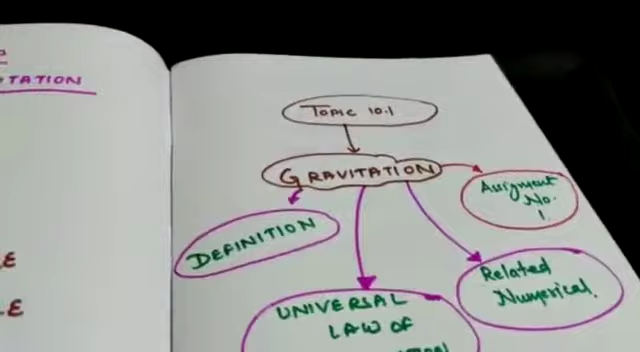 TATION
Topic 10.1
GRAVITATION
Assignment
No.
1.
DEFINITION
Related
Numerical.
UNIVERSAL
LAW OF